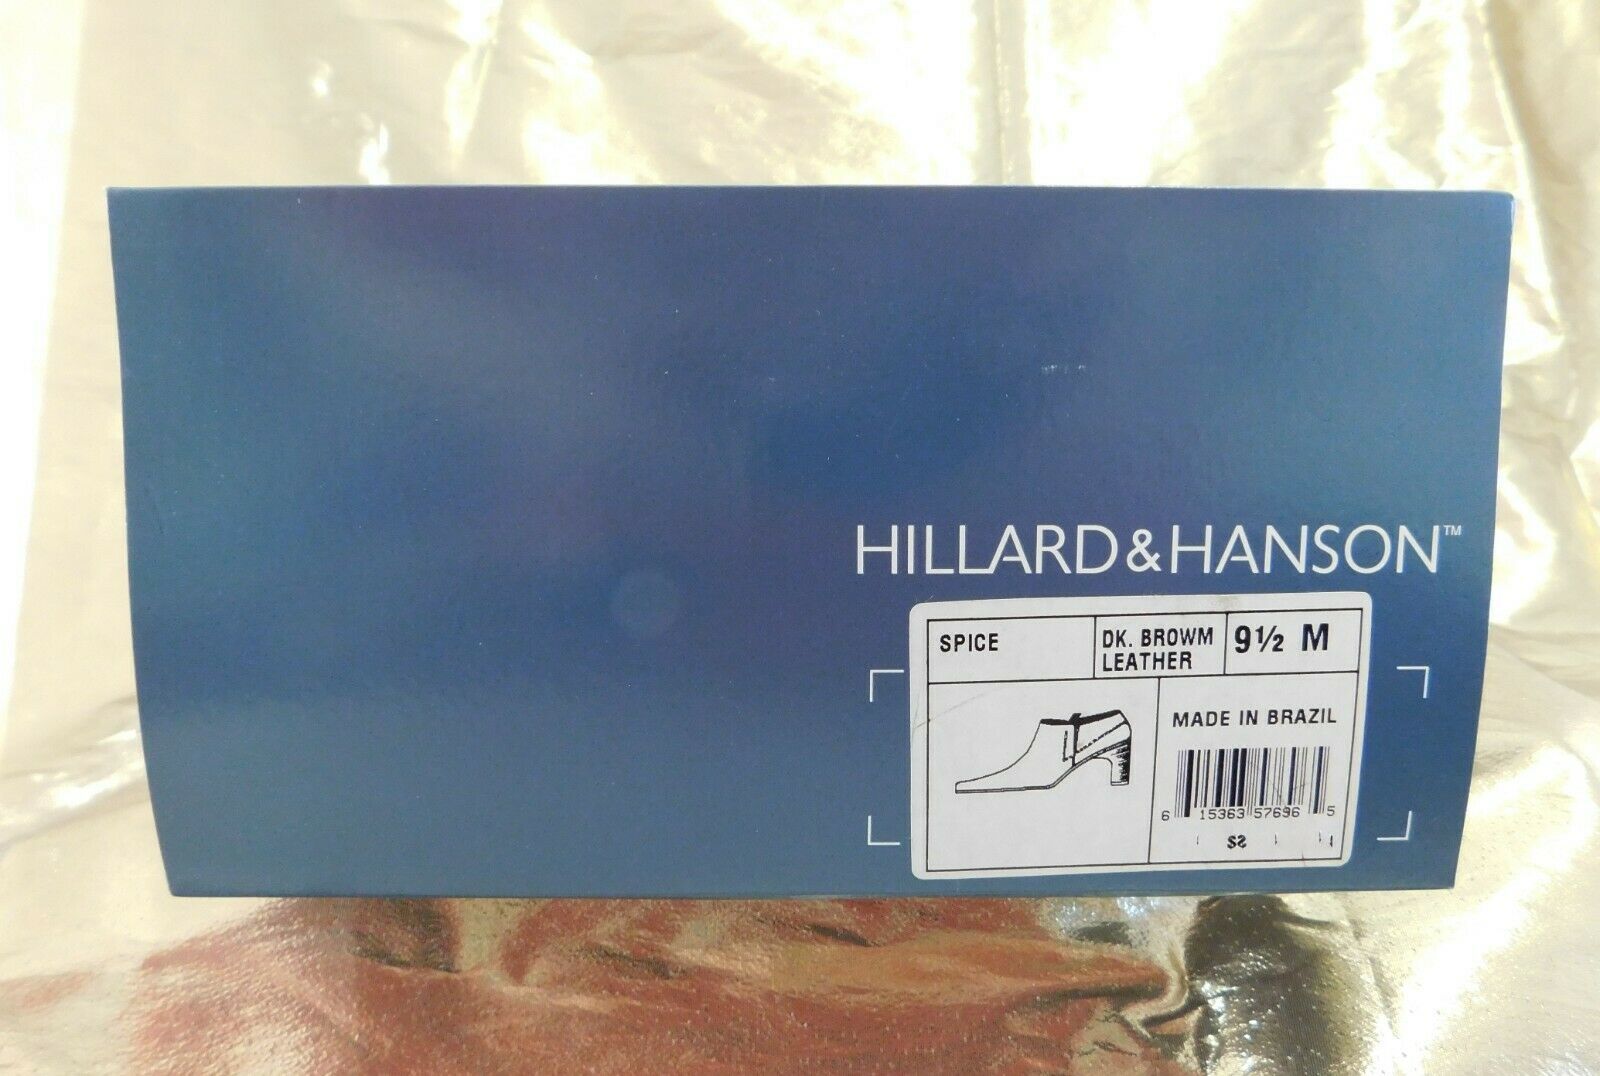 HILLARD&HANSON™
SPICE
DK. BROWM
LEATHER
9½ M
MADE IN BRAZIL
6 15363 57696 5